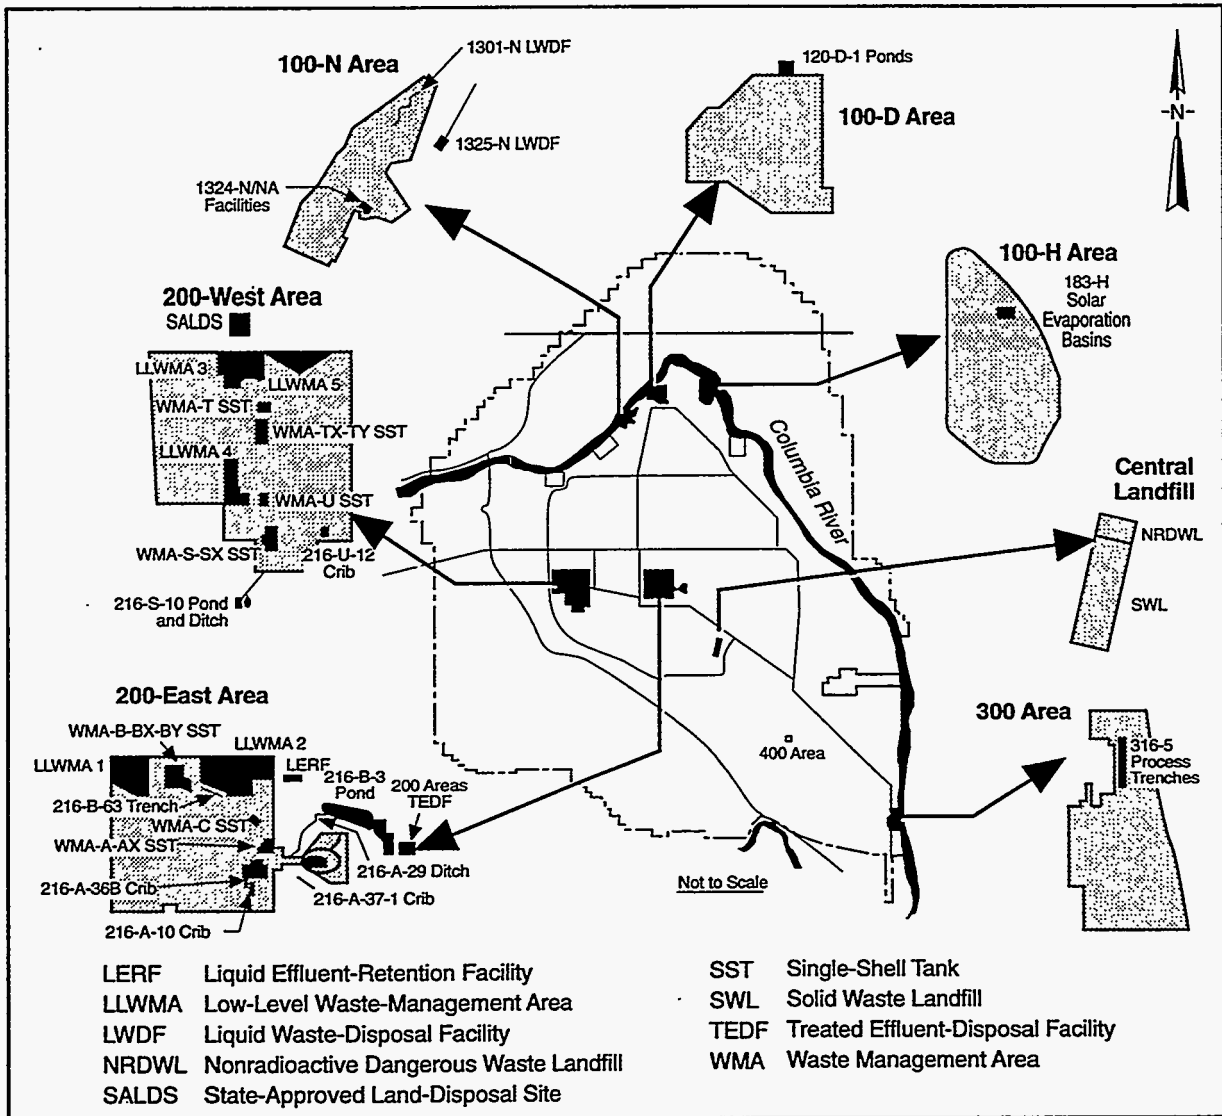 100-N Area
1301-N LWDF
1325-N LWDF
1324-N/NA
Facilities
120-D-1 Ponds
100-D Area
-N-
100-H Area
183-H
Solar
Evaporation
Basins
200-West Area
SALDS
LLWMA 3
LLWMA 5
WMA-T SST
WMA-TX-TY SST
LLWMA 4
WMA-U SST
WMA-S-SX SST
216-U-12
Crib
216-S-10 Pond
and Ditch
Columbia River
Central
Landfill
NRDWL
SWL
200-East Area
WMA-B-BX-BY SST
LLWMA 2
LLWMA 1
LERF
216-B-3
Pond
200 Areas
TEDF
216-B-63 Trench
WMA-C SST
WMA-A-AX SST
216-A-29 Ditch
216-A-36B Crib
216-A-37-1 Crib
216-A-10 Crib
400 Area
Not to Scale
300 Area
316-5
Process
Trenches
LERF Liquid Effluent-Retention Facility
LLWMA Low-Level Waste-Management Area
LWDF Liquid Waste-Disposal Facility
NRDWL Nonradioactive Dangerous Waste Landfill
SALDS State-Approved Land-Disposal Site
SST Single-Shell Tank
SWL Solid Waste Landfill
TEDF Treated Effluent-Disposal Facility
WMA Waste Management Area